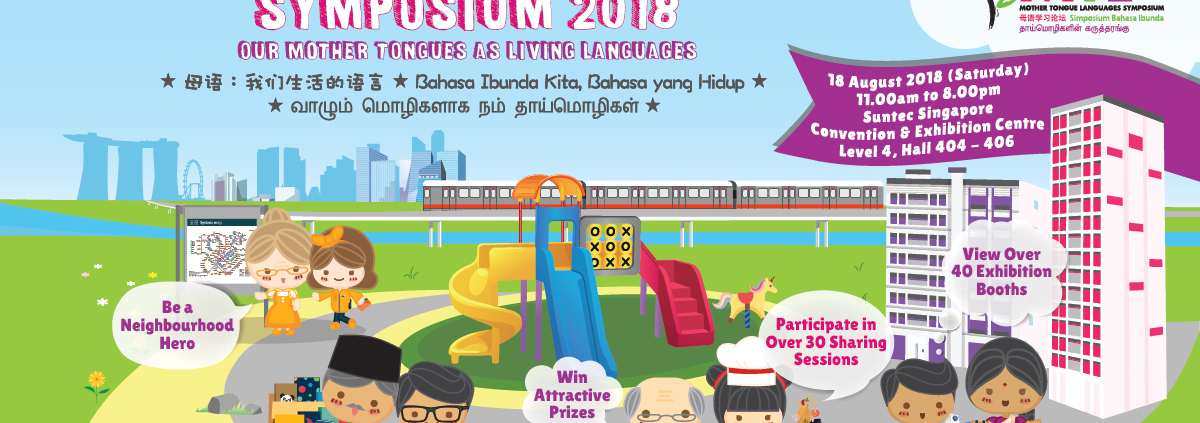 SYMPOSIUM 2018
OUR MOTHER TONGUES AS LIVING LANGUAGES
★ 母语：我们生活的语言 ★ Bahasa Ibunda Kita, Bahasa yang Hidup ★
★ வாழும் மொழிகளாக நம் தாய்மொழிகள் ★
MOTHER TONGUE LANGUAGES SYMPOSIUM
母语学习论坛 Simposium Bahasa Ibunda
தாய்மொழிகளின் கருத்தரங்கு
18 August 2018 (Saturday)
11.00am to 8.00pm
Suntec Singapore
Convention & Exhibition Centre
Level 4, Hall 404 – 406
O X O
X O O
O X X
View Over
40 Exhibition
Booths
Be a
Neighbourhood
Hero
Participate in
Over 30 Sharing
Sessions
Win
Attractive
Prizes